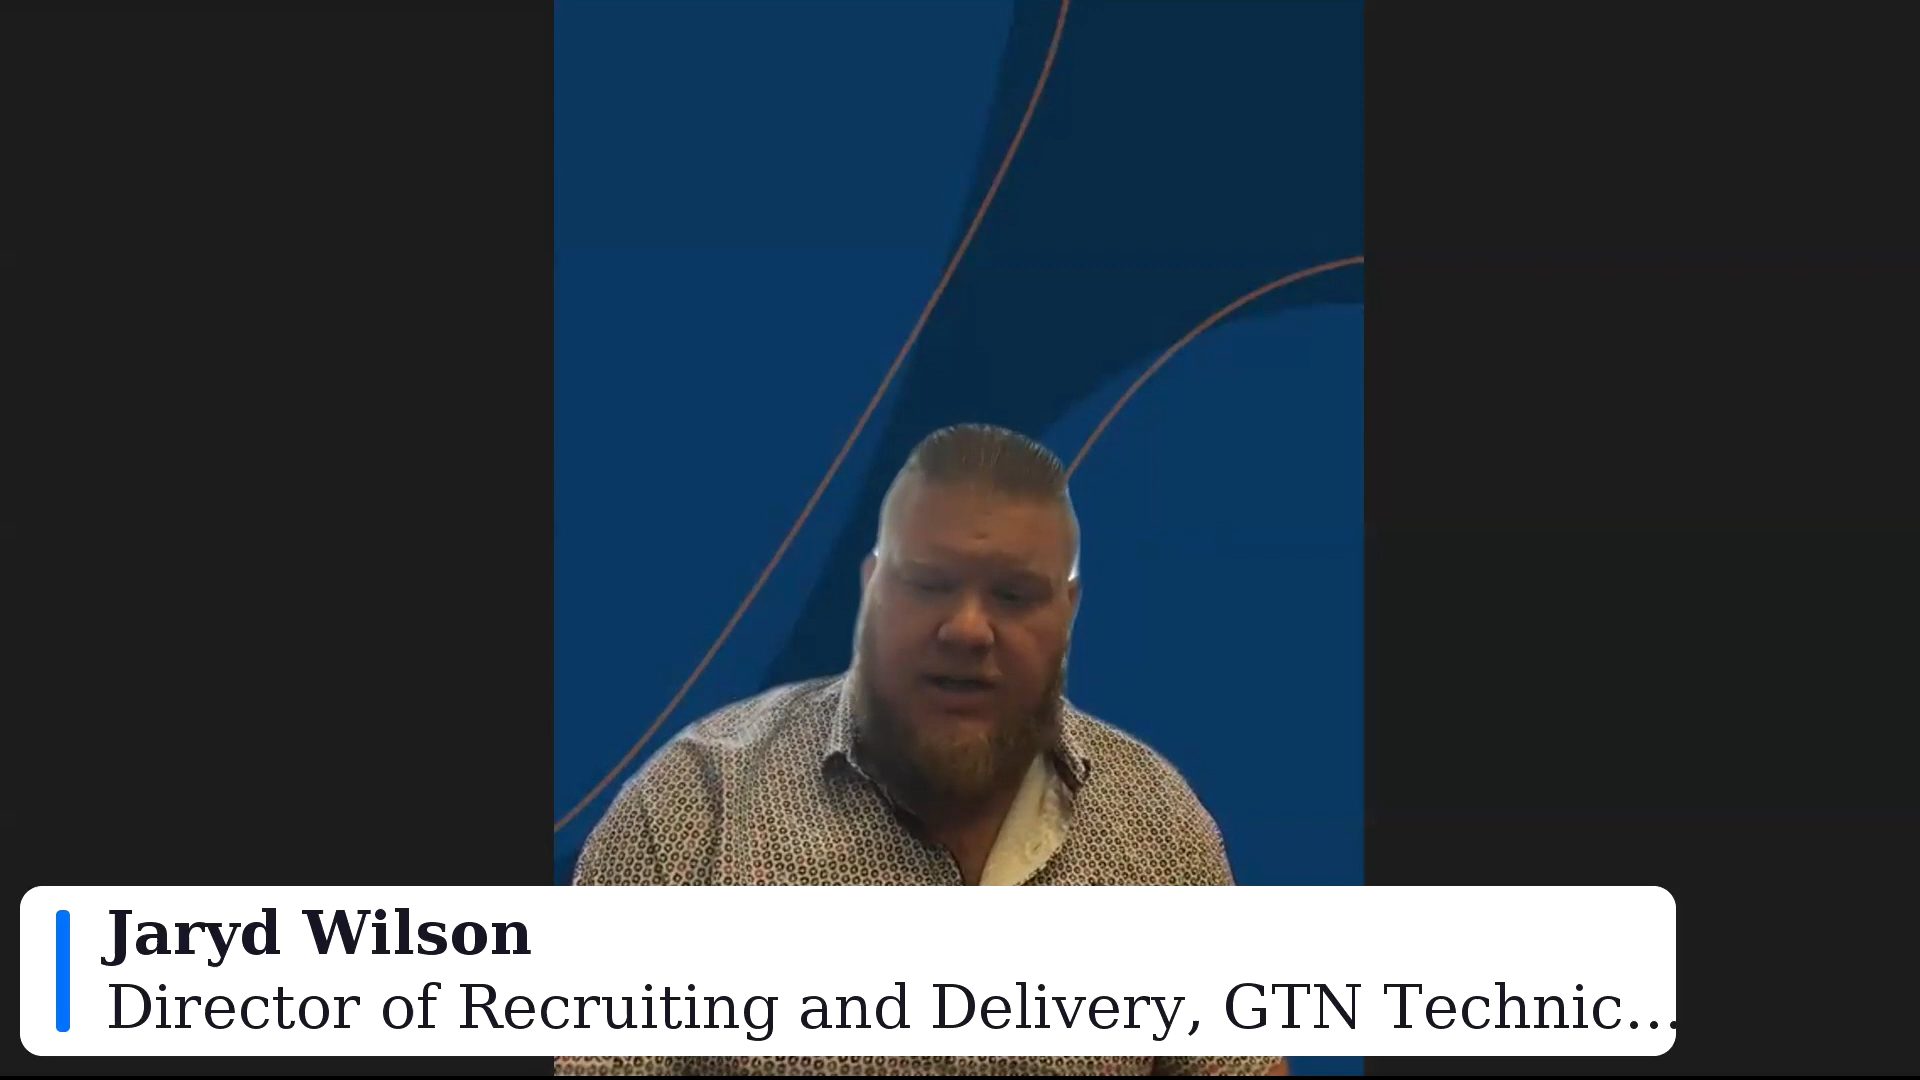 Jaryd Wilson
Director of Recruiting and Delivery, GTN Technic...